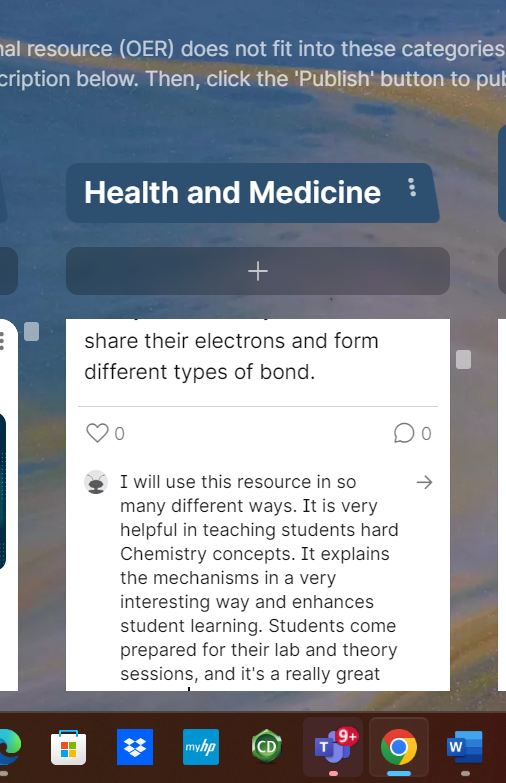 nal resource (OER) does not fit into these categories
cription below. Then, click the 'Publish' button to pub
Health and Medicine
share their electrons and form
different types of bond.
0
0
I will use this resource in so
many different ways. It is very
helpful in teaching students hard
Chemistry concepts. It explains
the mechanisms in a very
interesting way and enhances
student learning. Students come
prepared for their lab and theory
sessions, and it's a really great
myhp
CD
T
9+
W